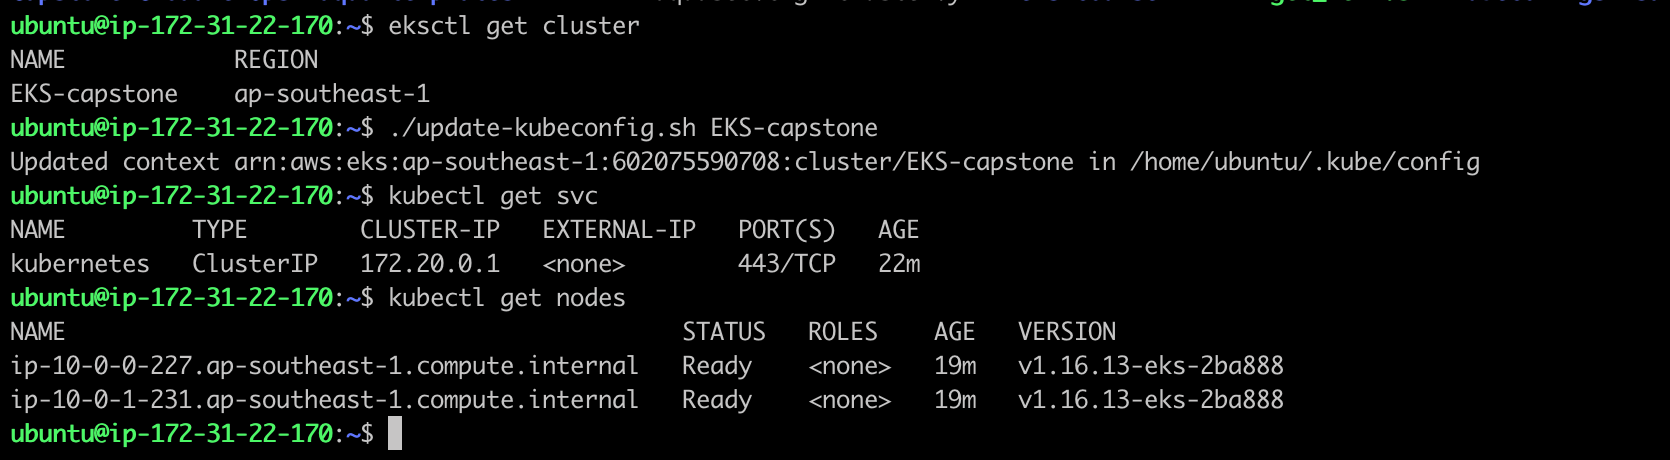 ubuntu@ip-172-31-22-170:~$ eksctl get cluster
NAME REGION
EKS-capstone ap-southeast-1
ubuntu@ip-172-31-22-170:~$ ./update-kubeconfig.sh EKS-capstone
Updated context arn:aws:eks:ap-southeast-1:602075590708:cluster/EKS-capstone in /home/ubuntu/.kube/config
ubuntu@ip-172-31-22-170:~$ kubectl get svc
NAME TYPE CLUSTER-IP EXTERNAL-IP PORT(S) AGE
kubernetes ClusterIP 172.20.0.1 <none> 443/TCP 22m
ubuntu@ip-172-31-22-170:~$ kubectl get nodes
NAME STATUS ROLES AGE VERSION
ip-10-0-0-227.ap-southeast-1.compute.internal Ready <none> 19m v1.16.13-eks-2ba888
ip-10-0-1-231.ap-southeast-1.compute.internal Ready <none> 19m v1.16.13-eks-2ba888
ubuntu@ip-172-31-22-170:~$